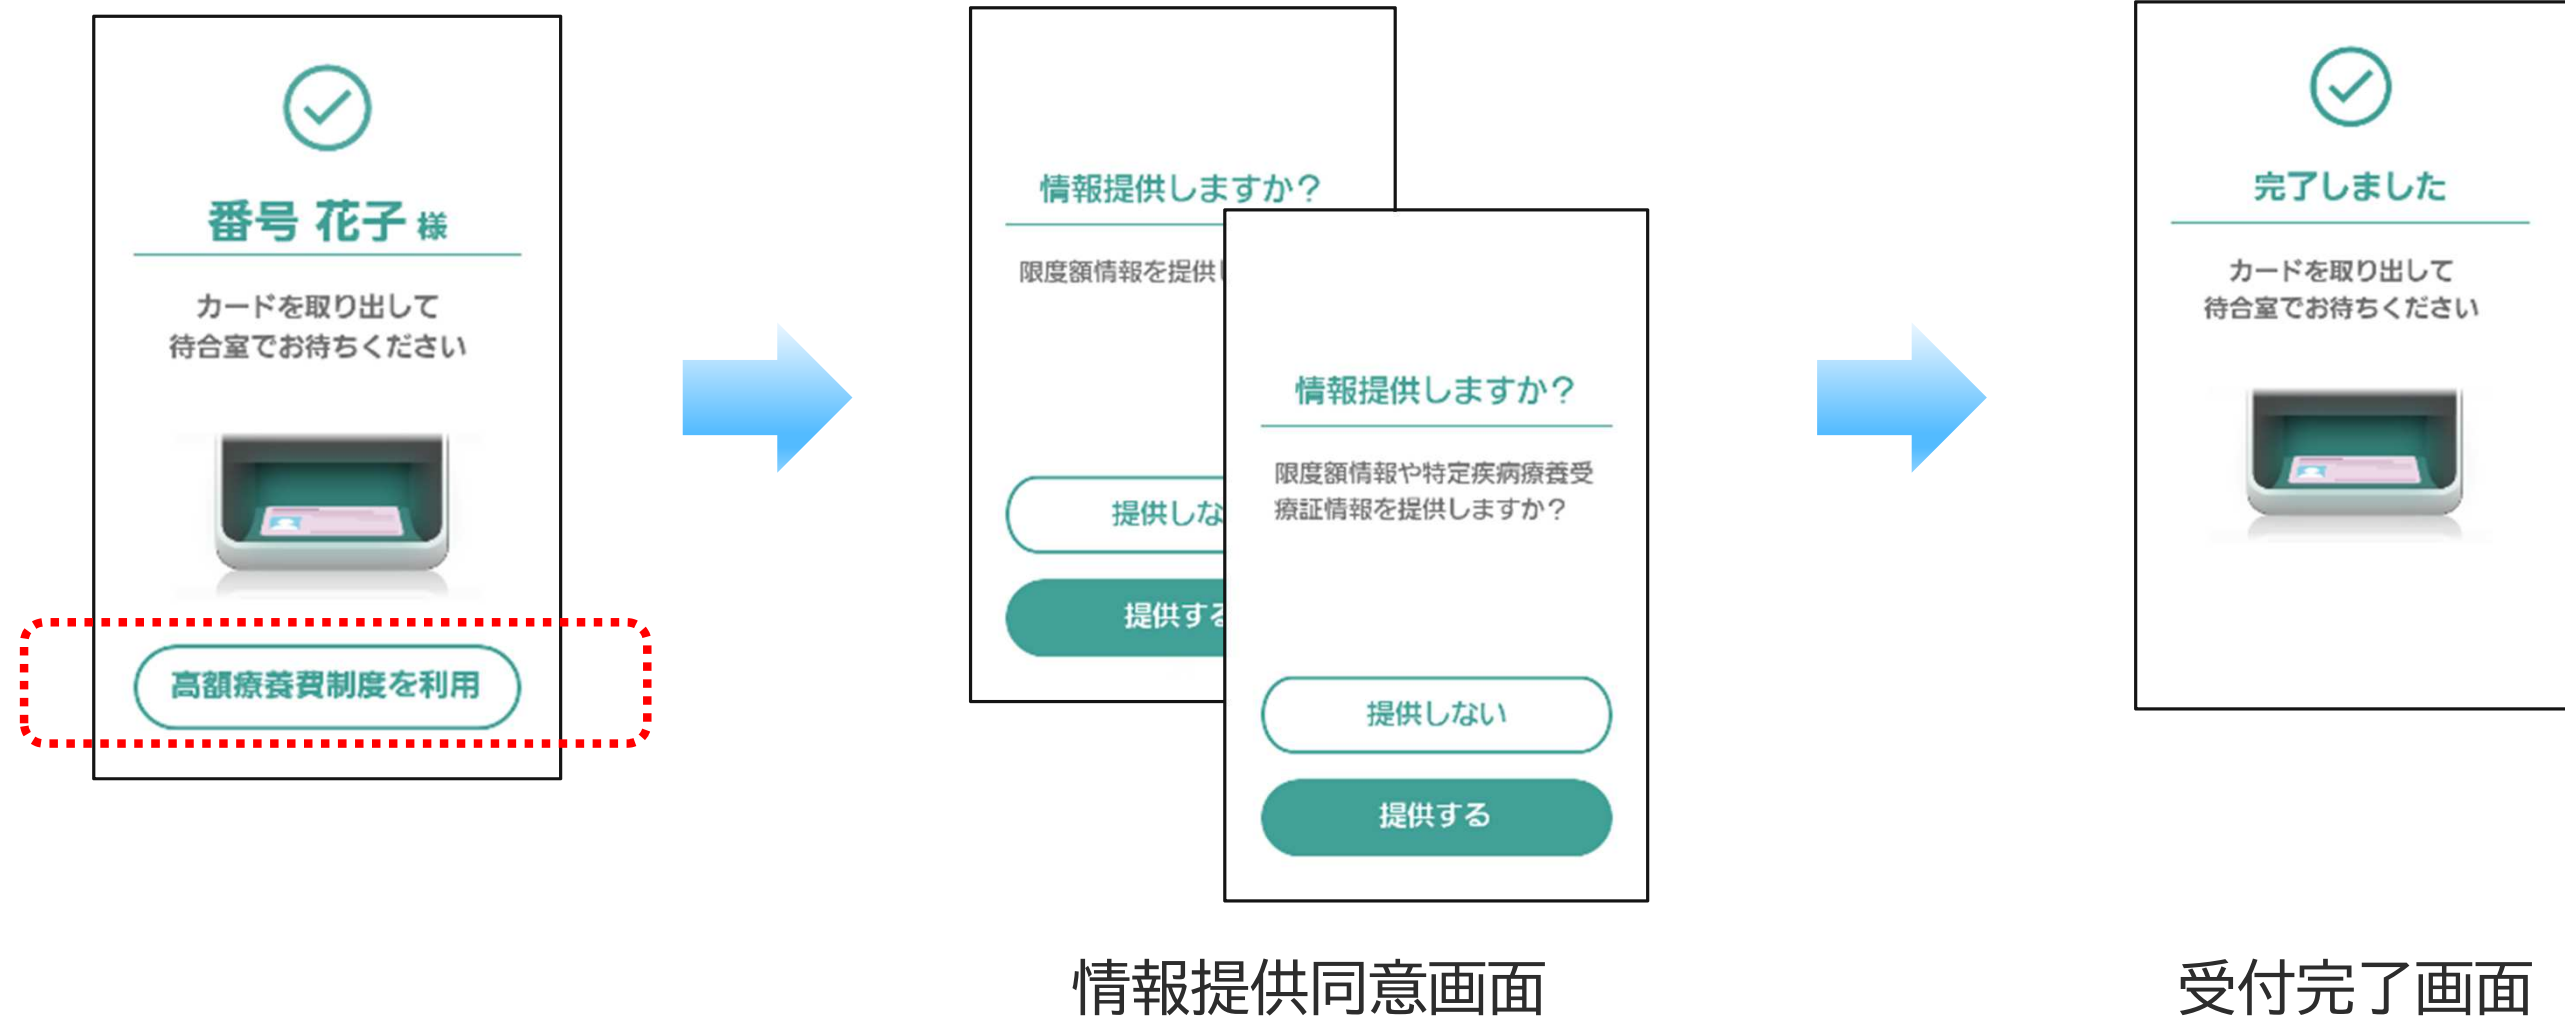 番号 花子 様
カードを取り出して
待合室でお待ちください
高額療養費制度を利用
情報提供しますか?
限度額情報を提供
提供しな
提供する
情報提供しますか?
限度額情報や特定疾病療養受
療証情報を提供しますか?
提供しない
提供する
情報提供同意画面
完了しました
カードを取り出して
待合室でお待ちください
受付完了画面